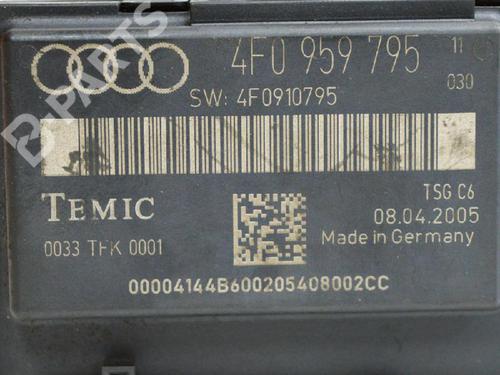 4F0 959 795 11
030
SW: 4F0910795
TEMIC
TSG C6
08.04.2005
0033 TFK 0001
Made in Germany
00004144B600205408002CC
B-PARTS